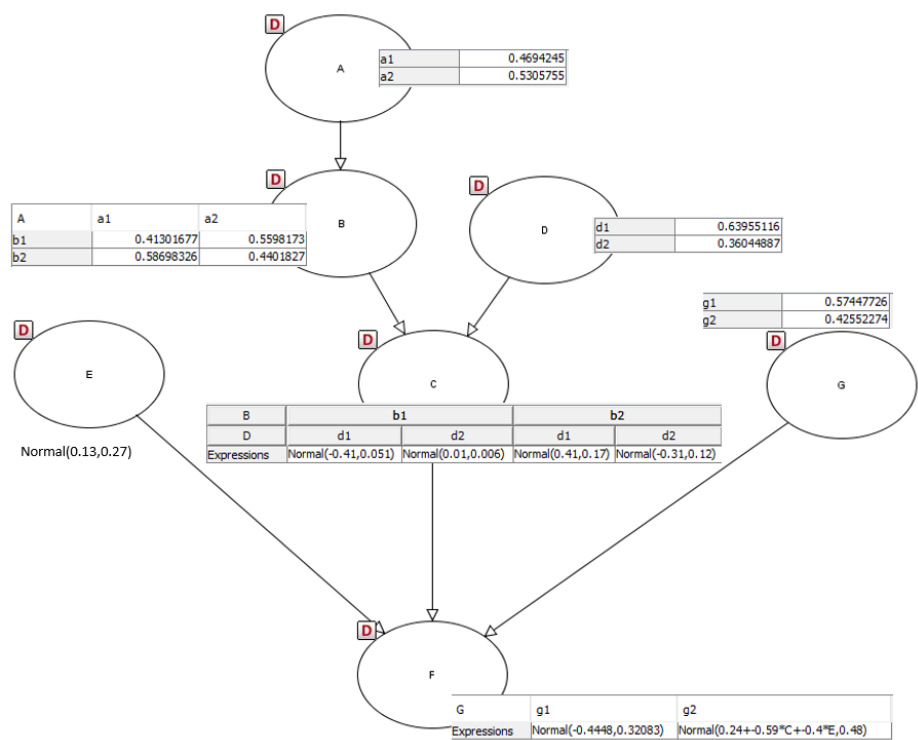 D
A
a1 0.4694245
a2 0.5305755
D
B
A a1 a2
b1 0.41301677 0.5598173
b2 0.58698326 0.4401827
D
D
d1 0.63955116
d2 0.36044887
g1 0.57447726
g2 0.42552274
D
G
D
E
Normal(0.13,0.27)
D
C
B b1 b2
D d1 d2 d1 d2
Expressions Normal(-0.41,0.051) Normal(0.01,0.006) Normal(0.41,0.17) Normal(-0.31,0.12)
D
F
G g1 g2
Expressions Normal(-0.4448,0.32083) Normal(0.24+-0.59*C+-0.4*E,0.48)